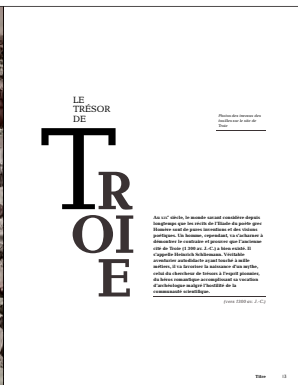 LE
TRÉSOR
DE
TROIE
Photos des travaux des
fouilles sur le site de
Troie
Au XIXe siècle, le monde savant considère depuis
longtemps que les récits de l'Iliade du poète grec
Homère sont de pures inventions et des visions
poétiques. Un homme, cependant, va s'acharner à
démontrer le contraire et prouver que l'ancienne
cité de Troie (1 200 av. J.-C.) a bien existé. Il
s'appelle Heinrich Schliemann. Véritable
aventurier autodidacte ayant touché à mille
métiers, il va favoriser la naissance d'un mythe,
celui du chercheur de trésors à l'esprit pionnier,
du héros romantique accomplissant sa vocation
d'archéologue malgré l'hostilité de la
communauté scientifique.
(vers 1200 av. J.-C.)
Titre 13